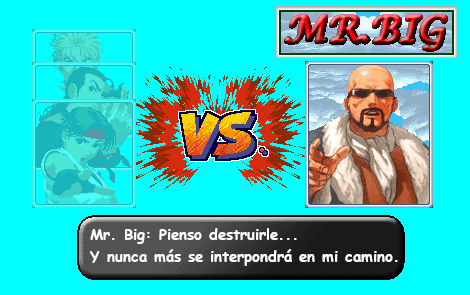 MR.BIG
VS.
Mr. Big: Pienso destruirle...
Y nunca más se interpondrá en mi camino.